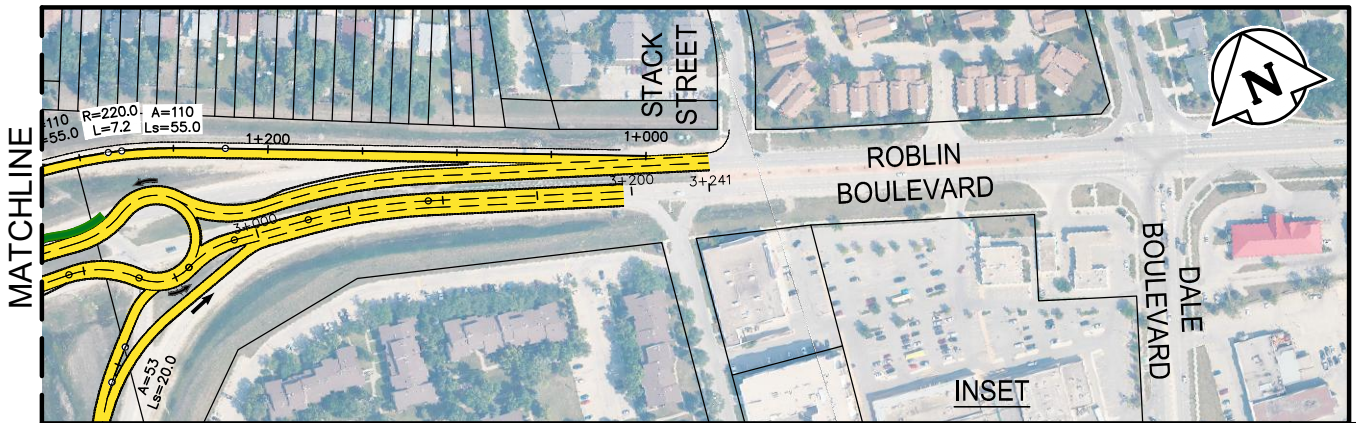 STACK
STREET
=110
=55.0
R=220.0
L=7.2
A=110
Ls=55.0
1+200
1+000
ROBLIN
BOULEVARD
3+200
3+241
N
MATCHLINE
3+000
A=53
Ls=20.0
DALE
BOULEVARD
INSET